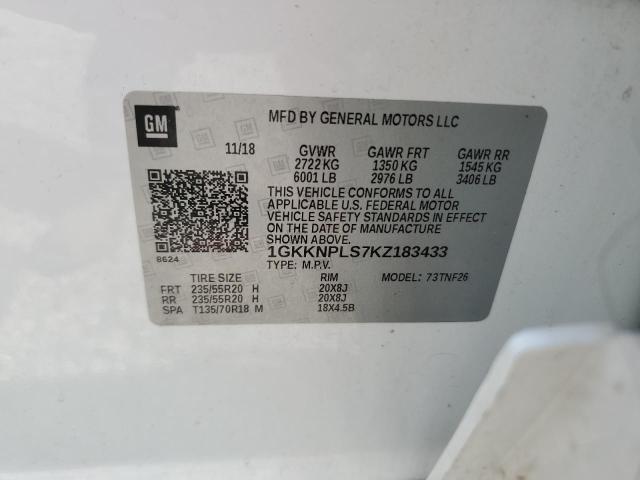 GM
MFD BY GENERAL MOTORS LLC
11/18 GVWR GAWR FRT GAWR RR
2722 KG 1350 KG 1545 KG
6001 LB 2976 LB 3406 LB
THIS VEHICLE CONFORMS TO ALL
APPLICABLE U.S. FEDERAL MOTOR
VEHICLE SAFETY STANDARDS IN EFFECT
ON THE DATE OF MANUFACTURE
SHOWN ABOVE.
8624
1GKKNPLS7KZ183433
TYPE: M.P.V. MODEL: 73TNF26
TIRE SIZE RIM
FRT 235/55R20 H 20X8J
RR 235/55R20 H 20X8J
SPA T135/70R18 M 18X4.5B